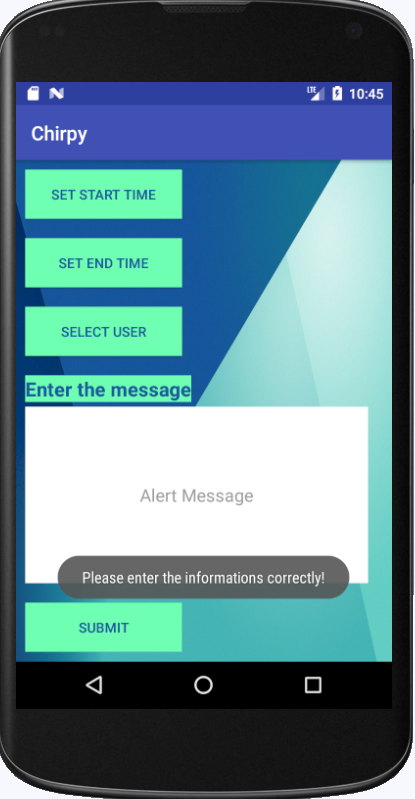 LTE 10:45
Chirpy
SET START TIME
SET END TIME
SELECT USER
Enter the message
Alert Message
Please enter the informations correctly!
SUBMIT